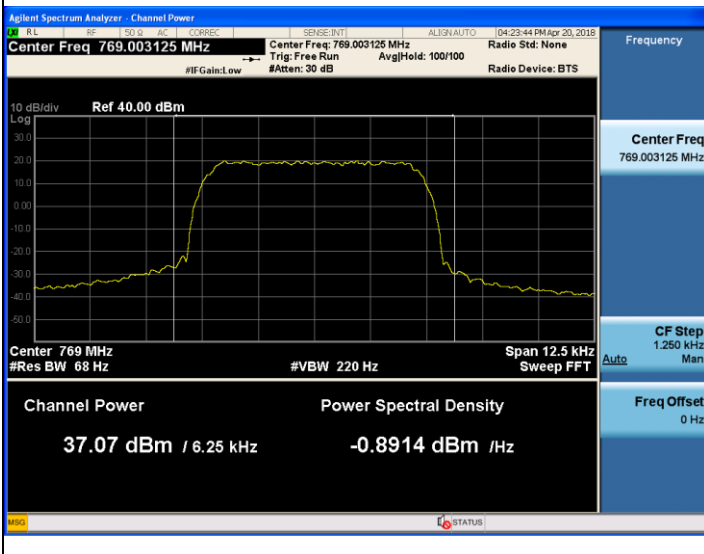 Agilent Spectrum Analyzer - Channel Power
LXI RL RF 50 Ω AC CORREC SENSE:INT ALIGN AUTO 04:23:44 PM Apr 20, 2018
Center Freq 769.003125 MHz
Center Freq: 769.003125 MHz Radio Std: None
Trig: Free Run Avg|Hold: 100/100
#IFGain:Low #Atten: 30 dB Radio Device: BTS
10 dB/div Ref 40.00 dBm
Log
30.0
20.0
10.0
0.00
-10.0
-20.0
-30.0
-40.0
-50.0
Center 769 MHz Span 12.5 kHz
#Res BW 68 Hz #VBW 220 Hz Sweep FFT
Channel Power Power Spectral Density
37.07 dBm / 6.25 kHz -0.8914 dBm /Hz
Frequency
Center Freq
769.003125 MHz
CF Step
1.250 kHz
Auto Man
Freq Offset
0 Hz
MSG STATUS